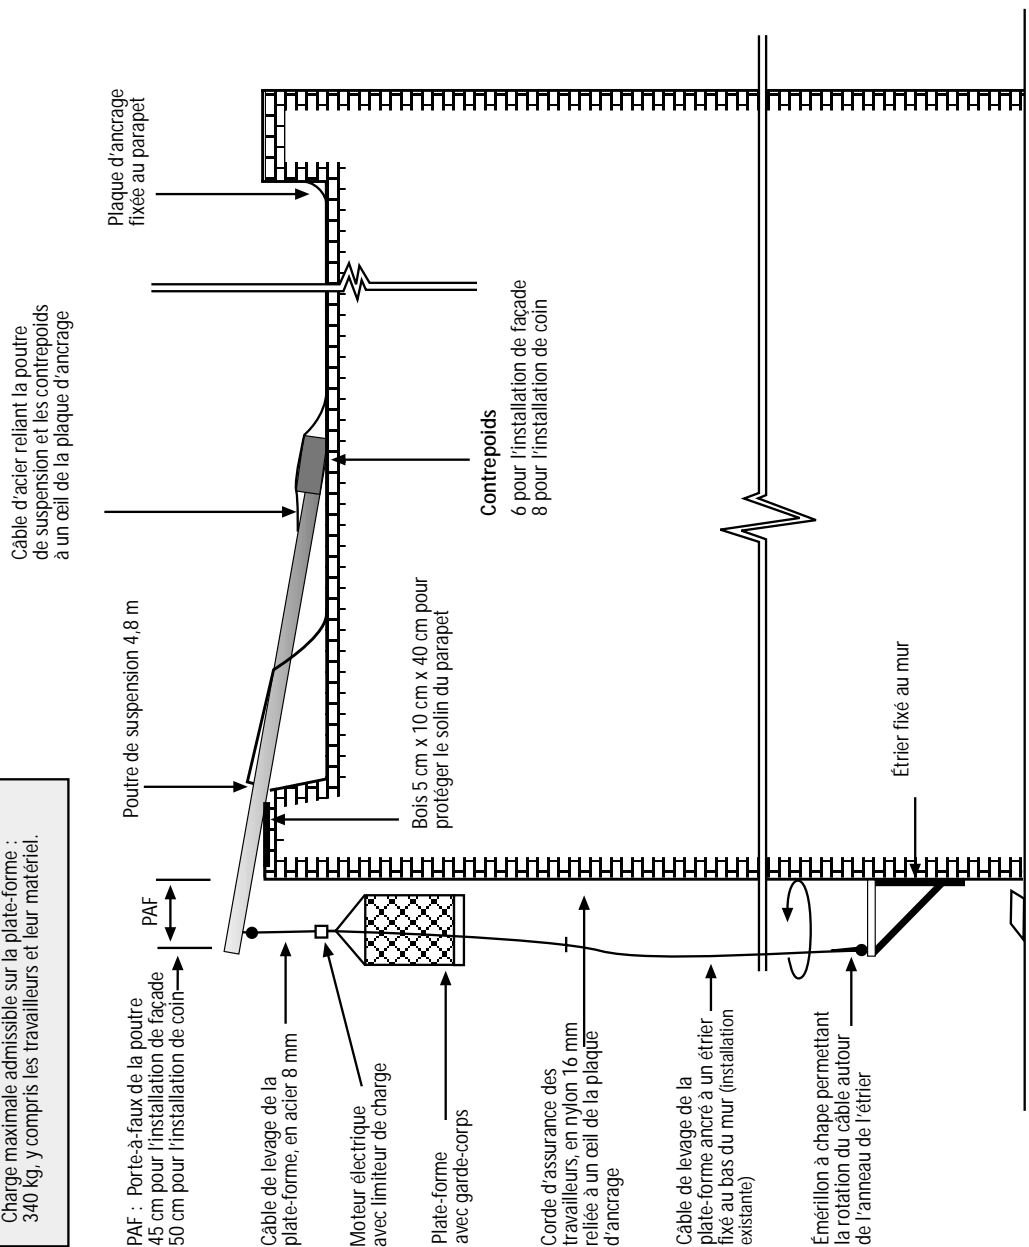 Charge maximale admissible sur la plate-forme :
340 kg, y compris les travailleurs et leur matériel.
PAF : Porte-à-faux de la poutre
45 cm pour l'installation de façade
50 cm pour l'installation de coin
PAF
Poutre de suspension 4,8 m
Câble d'acier reliant la poutre
de suspension et les contrepoids
à un œil de la plaque d'ancrage
Plaque d'ancrage
fixée au parapet
Câble de levage de la
plate-forme, en acier 8 mm
Moteur électrique
avec limiteur de charge
Plate-forme
avec garde-corps
Bois 5 cm x 10 cm x 40 cm pour
protéger le solin du parapet
Contrepoids
6 pour l'installation de façade
8 pour l'installation de coin
Corde d'assurance des
travailleurs, en nylon 16 mm
reliée à un œil de la plaque
d'ancrage
Câble de levage de la
plate-forme ancré à un étrier
fixé au bas du mur (installation
existante)
Émérillon à chape permettant
la rotation du câble autour
de l'anneau de l'étrier
Étrier fixé au mur